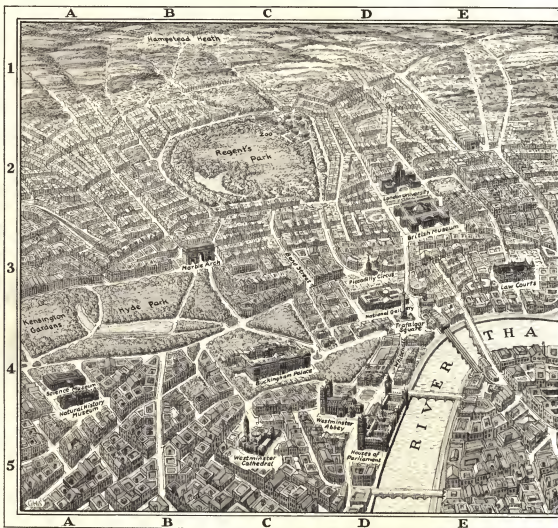 A B C D E
Hampstead Heath
1
Zoo
Regent's
Park
2
British Museum
Marble Arch
Bond Street
3
Piccadilly Circus
Law Courts
Hyde Park
Kensington
Gardens
National Gallery
Trafalgar
Square
THA
RIVER
4
Buckingham Palace
Science Museum
Natural History
Museum
Westminster
Abbey
Westminster
Cathedral
Houses of
Parliament
5
A B C D E